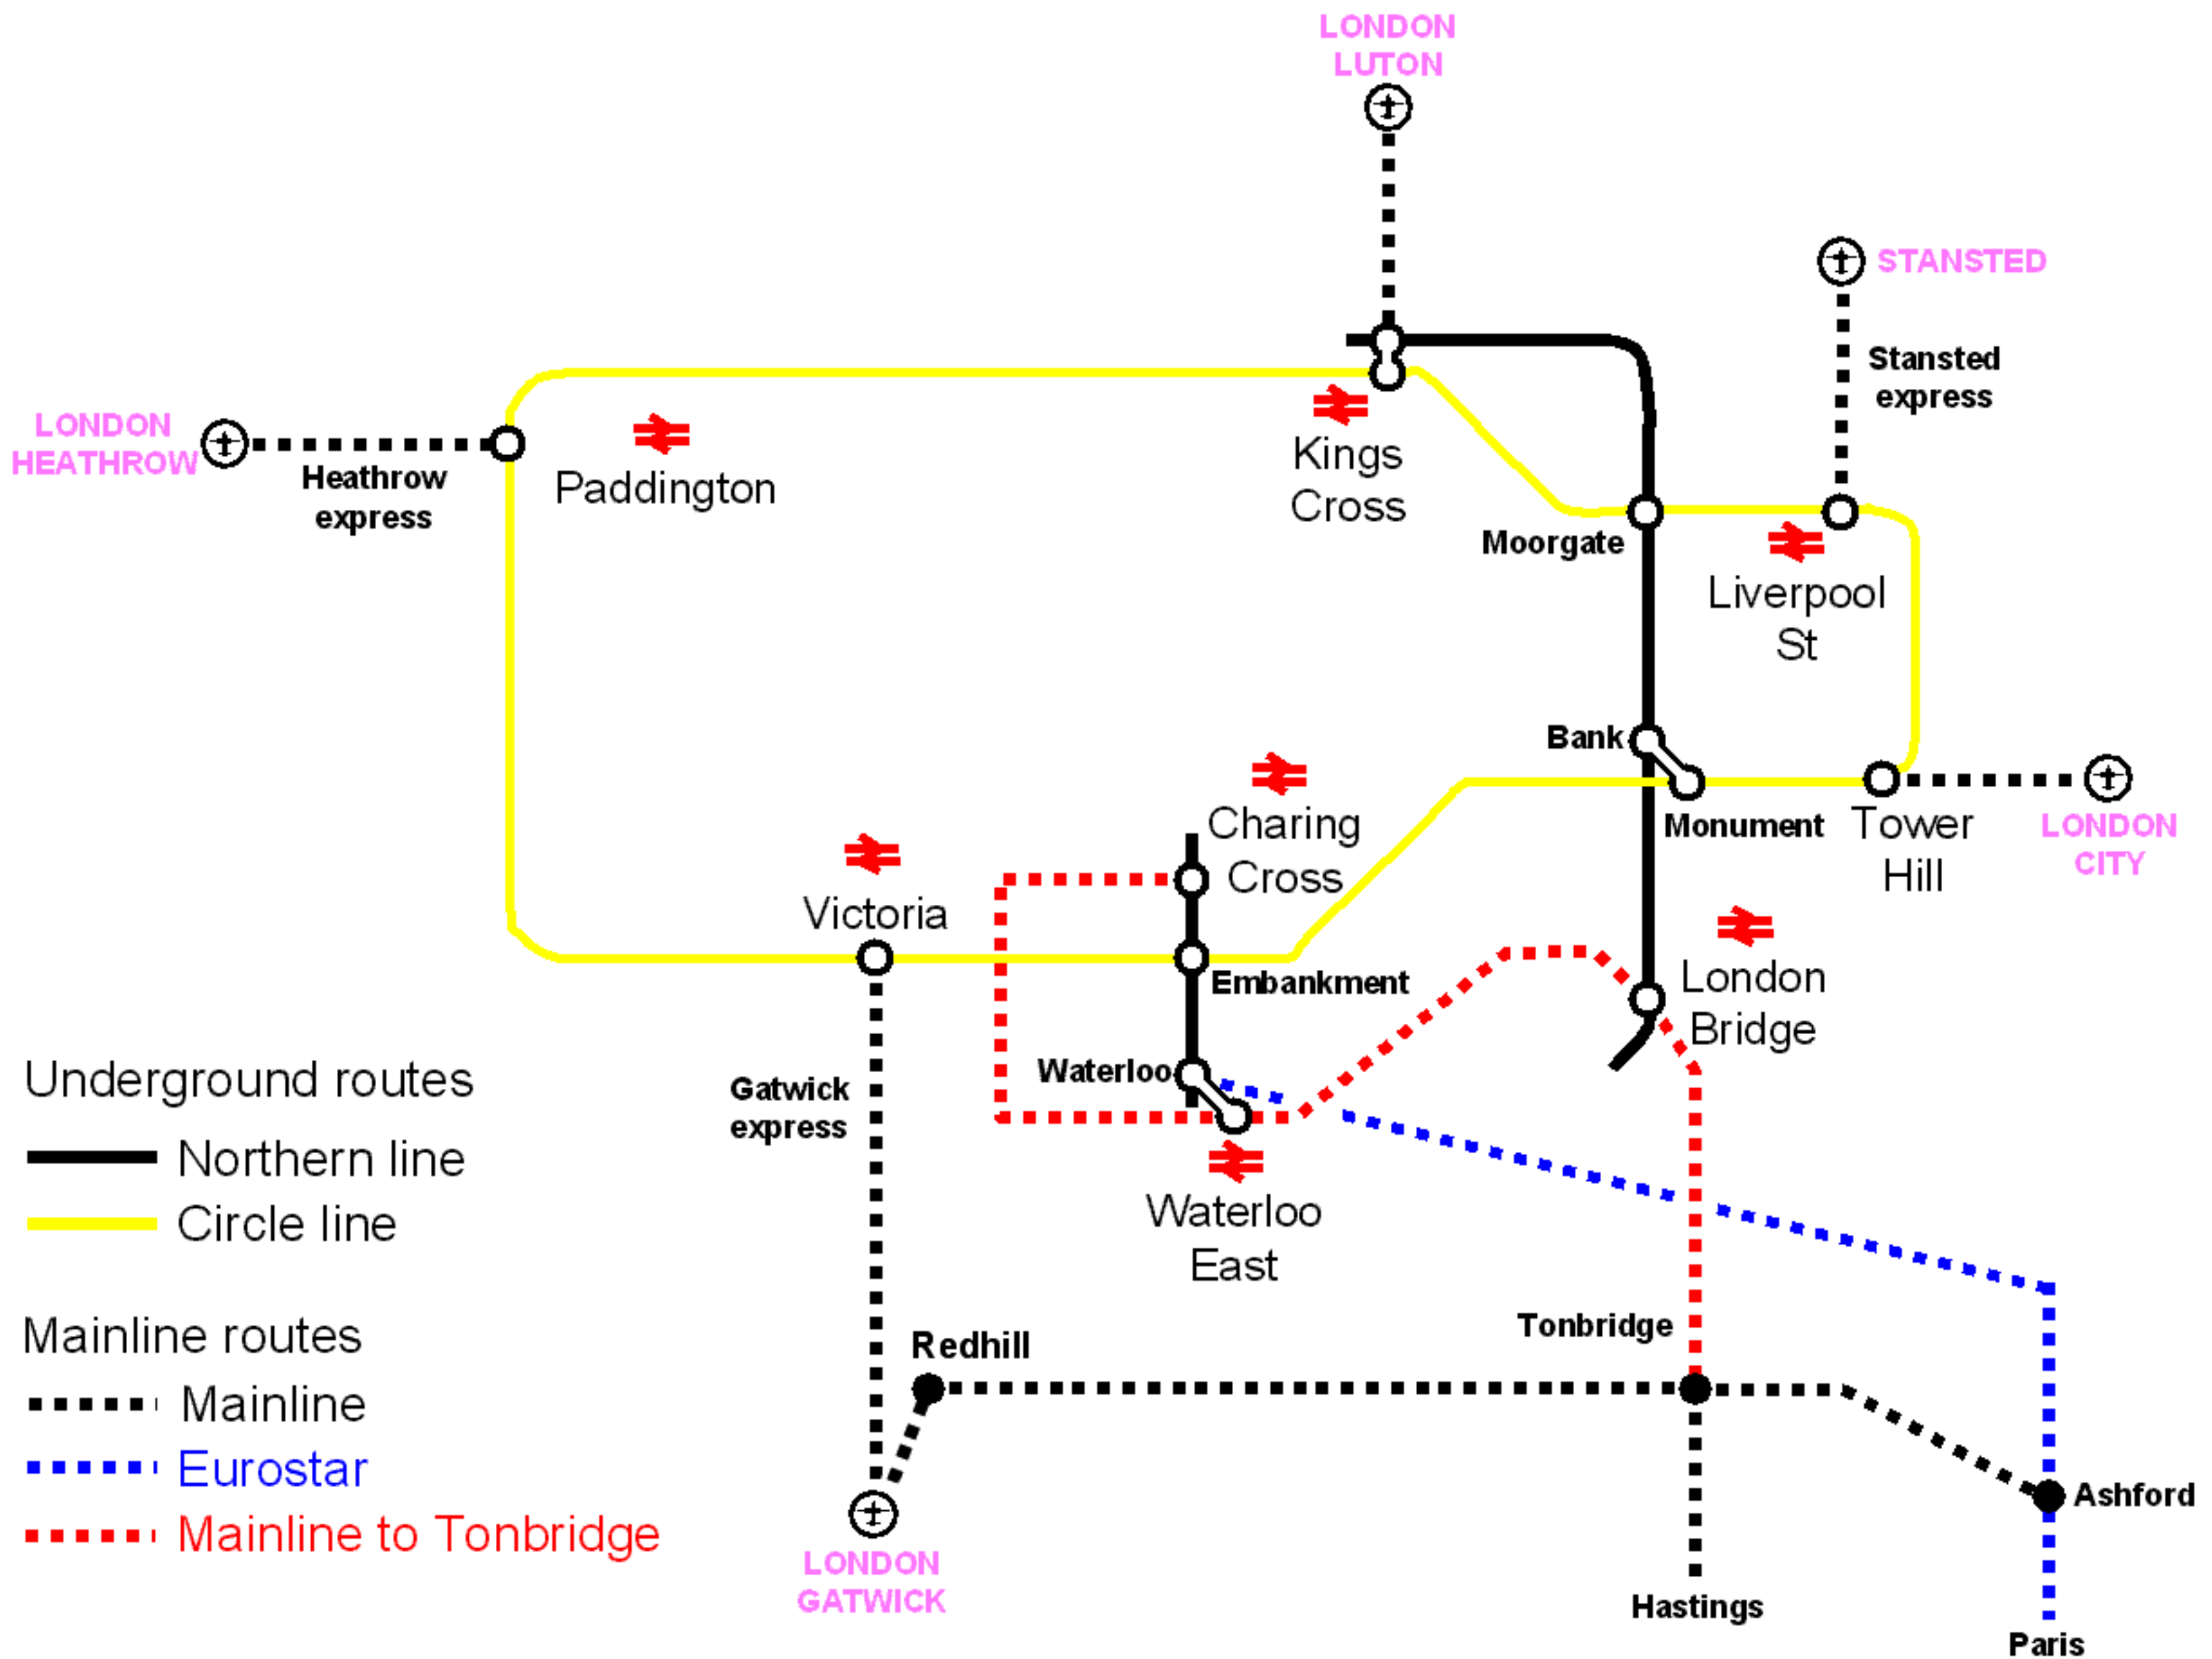 LONDON
LUTON
STANSTED
Stansted
express
LONDON
HEATHROW
Heathrow
express
Paddington
Kings
Cross
Moorgate
Liverpool
St
Bank
Monument
Tower
Hill
LONDON
CITY
Charing
Cross
Victoria
Embankment
London
Bridge
Waterloo
Gatwick
express
Waterloo
East
Underground routes
Northern line
Circle line
Mainline routes
Mainline
Eurostar
Mainline to Tonbridge
Redhill
Tonbridge
Ashford
LONDON
GATWICK
Hastings
Paris